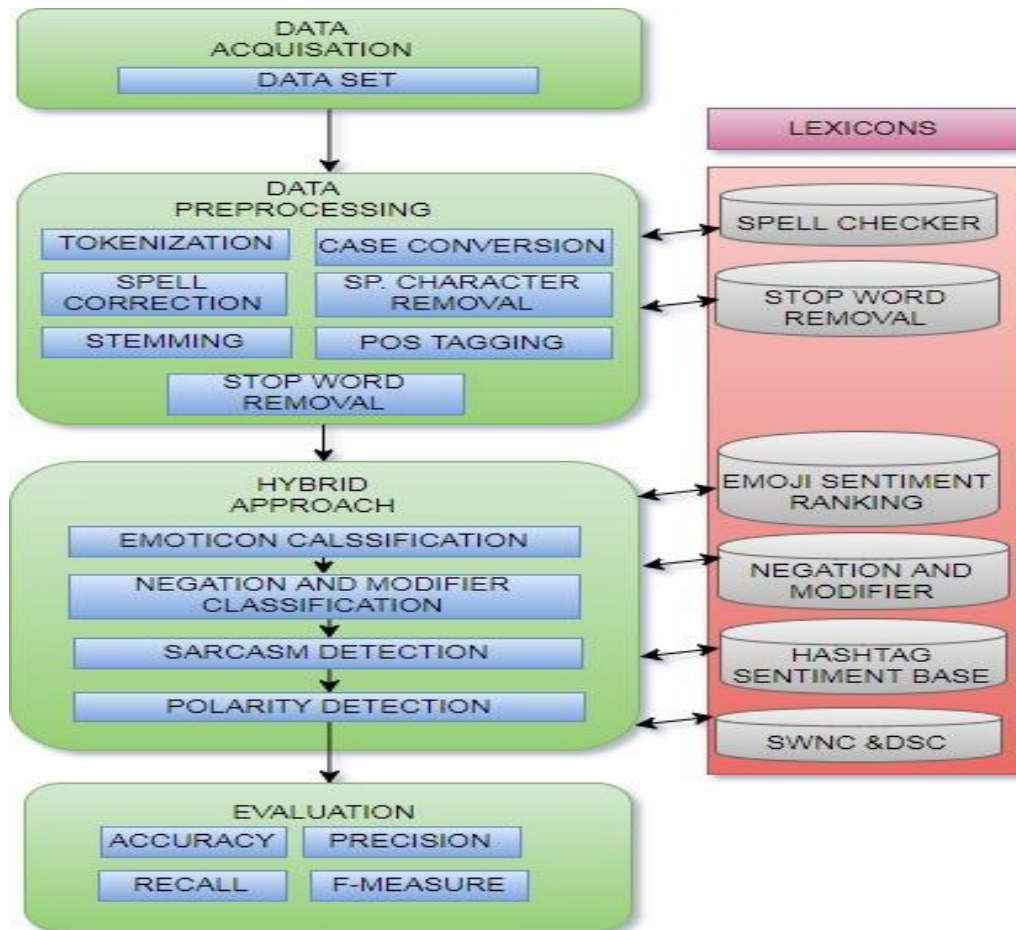 DATA
ACQUISATION
DATA SET
DATA
PREPROCESSING
TOKENIZATION
CASE CONVERSION
SPELL
CORRECTION
SP. CHARACTER
REMOVAL
STEMMING
POS TAGGING
STOP WORD
REMOVAL
HYBRID
APPROACH
EMOTICON CALSSIFICATION
NEGATION AND MODIFIER
CLASSIFICATION
SARCASM DETECTION
POLARITY DETECTION
EVALUATION
ACCURACY
PRECISION
RECALL
F-MEASURE
LEXICONS
SPELL CHECKER
STOP WORD
REMOVAL
EMOJI SENTIMENT
RANKING
NEGATION AND
MODIFIER
HASHTAG
SENTIMENT BASE
SWNC &DSC